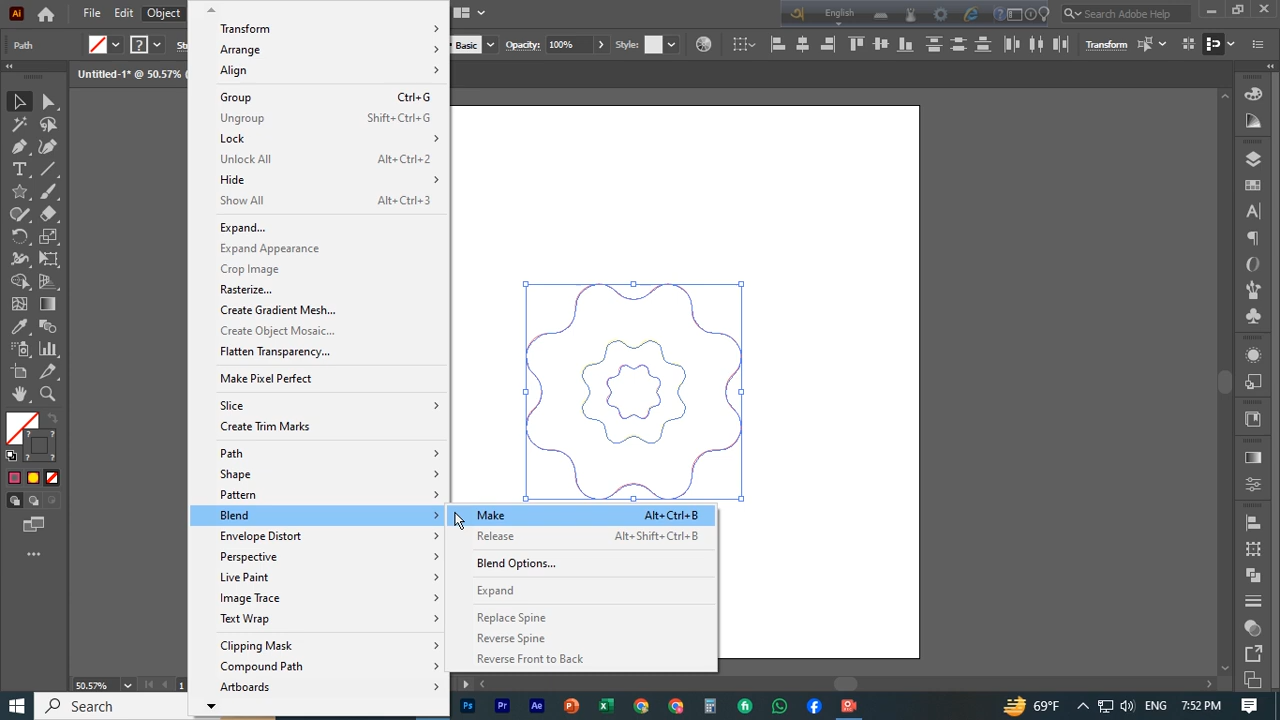 Ai File Edit Object English Search Adobe Help
Path Basic Opacity: 100% Style: Transform
Untitled-1* @ 50.57%
Transform
Arrange
Align
Group Ctrl+G
Ungroup Shift+Ctrl+G
Lock
Unlock All Alt+Ctrl+2
Hide
Show All Alt+Ctrl+3
Expand...
Expand Appearance
Crop Image
Rasterize...
Create Gradient Mesh...
Create Object Mosaic...
Flatten Transparency...
Make Pixel Perfect
Slice
Create Trim Marks
Path
Shape
Pattern
Blend
Envelope Distort
Perspective
Live Paint
Image Trace
Text Wrap
Clipping Mask
Compound Path
Artboards
Make Alt+Ctrl+B
Release Alt+Shift+Ctrl+B
Blend Options...
Expand
Replace Spine
Reverse Spine
Reverse Front to Back
50.57% 1
Search Ps Pr Ae 69°F ENG 7:52 PM